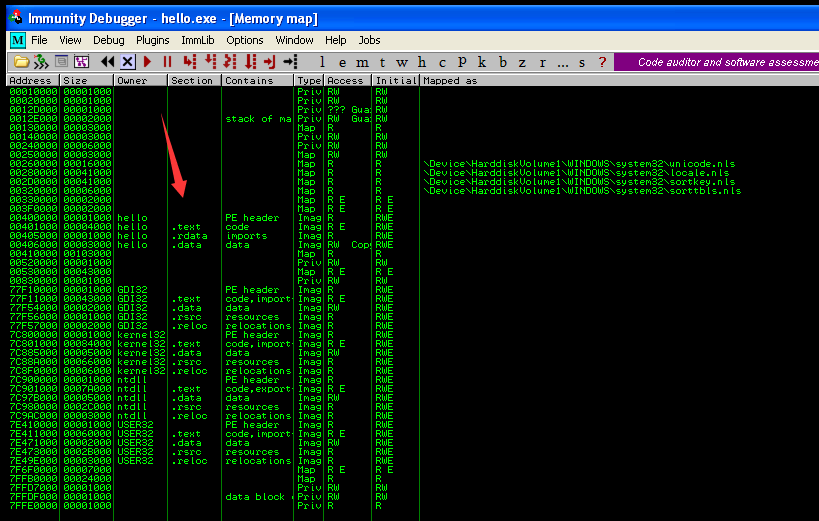 Immunity Debugger - hello.exe - [Memory map]
M File View Debug Plugins ImmLib Options Window Help Jobs
l e m t w h c P k b z r ... s ? Code auditor and software assessme
Address Size Owner Section Contains Type Access Initial Mapped as
00010000 00001000 Priv RW RW
00020000 00001000 Priv RW RW
0012D000 00001000 Priv ??? Gua RW
0012E000 00002000 stack of ma Priv RW Gua RW
00130000 00003000 Map R R
00140000 00003000 Priv RW RW
00240000 00006000 Priv RW RW
00250000 00003000 Map RW RW
00260000 00016000 Map R R \Device\HarddiskVolume1\WINDOWS\system32\unicode.nls
00280000 00041000 Map R R \Device\HarddiskVolume1\WINDOWS\system32\locale.nls
002D0000 00041000 Map R R \Device\HarddiskVolume1\WINDOWS\system32\sortkey.nls
00320000 00006000 Map R R \Device\HarddiskVolume1\WINDOWS\system32\sorttbls.nls
00330000 00002000 Map R E R E
003F0000 00002000 Map R E R E
00400000 00001000 hello PE header Imag R RWE
00401000 00004000 hello .text code Imag R E RWE
00405000 00001000 hello .rdata imports Imag R RWE
00406000 00003000 hello .data data Imag RW Cop RWE
00410000 00103000 Map R R
00520000 00001000 Priv RW RW
00530000 00043000 Map R E R E
00830000 00001000 Priv RW RW
77F10000 00001000 GDI32 PE header Imag R RWE
77F11000 00043000 GDI32 .text code,import Imag R E RWE
77F54000 00002000 GDI32 .data data Imag RW RWE
77F56000 00001000 GDI32 .rsrc resources Imag R RWE
77F57000 00002000 GDI32 .reloc relocations Imag R RWE
7C800000 00001000 kernel32 PE header Imag R RWE
7C801000 00084000 kernel32 .text code,import Imag R E RWE
7C885000 00005000 kernel32 .data data Imag RW RWE
7C88A000 00066000 kernel32 .rsrc resources Imag R RWE
7C8F0000 00006000 kernel32 .reloc relocations Imag R RWE
7C900000 00001000 ntdll PE header Imag R RWE
7C901000 0007A000 ntdll .text code,export Imag R E RWE
7C97B000 00005000 ntdll .data data Imag RW RWE
7C980000 0002C000 ntdll .rsrc resources Imag R RWE
7C9AC000 00003000 ntdll .reloc relocations Imag R RWE
7E410000 00001000 USER32 PE header Imag R RWE
7E411000 00060000 USER32 .text code,import Imag R E RWE
7E471000 00002000 USER32 .data data Imag RW RWE
7E473000 0002B000 USER32 .rsrc resources Imag R RWE
7E49E000 00003000 USER32 .reloc relocations Imag R RWE
7F6F0000 00007000 Map R E R E
7FFB0000 00024000 Map R R
7FFD7000 00001000 Priv RW RW
7FFDF000 00001000 data block Priv RW RW
7FFE0000 00001000 Priv R R